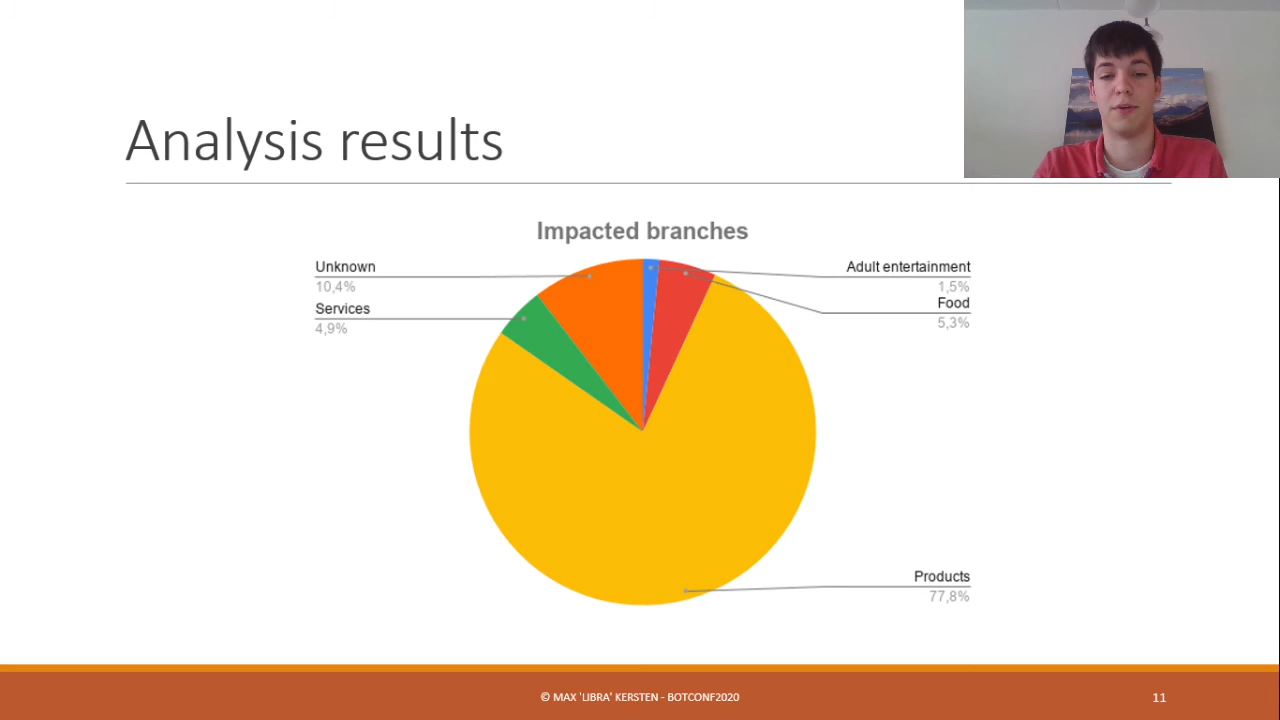 Analysis results
Impacted branches
Unknown
10,4%
Services
4,9%
Adult entertainment
1,5%
Food
5,3%
Products
77,8%
© MAX 'LIBRA' KERSTEN - BOTCONF2020
11